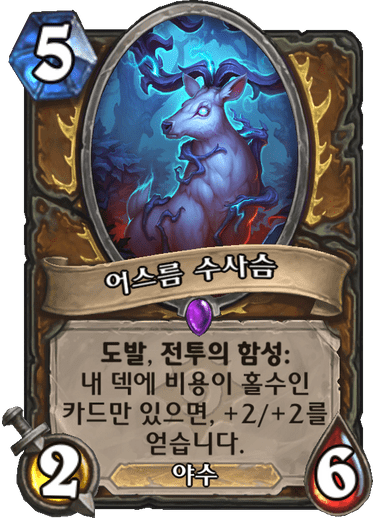 5
어스름 수사슴
도발, 전투의 함성:
내 덱에 비용이 홀수인
카드만 있으면, +2/+2를
얻습니다.
2
야수
6